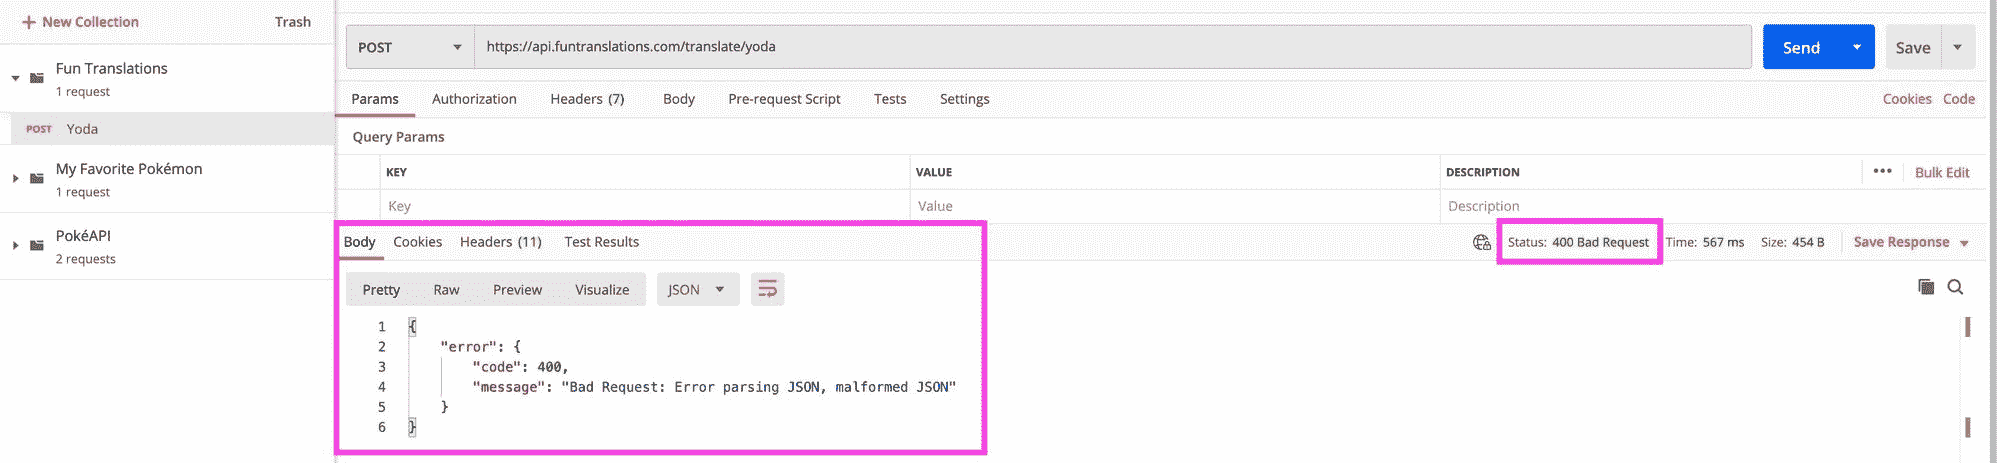 + New Collection
Trash
Fun Translations
1 request
POST Yoda
My Favorite Pokémon
1 request
PokéAPI
2 requests
POST
https://api.funtranslations.com/translate/yoda
Send
Save
Params Authorization Headers (7) Body Pre-request Script Tests Settings
Cookies Code
Query Params
KEY VALUE DESCRIPTION ••• Bulk Edit
Key Value Description
Body Cookies Headers (11) Test Results
Status: 400 Bad Request Time: 567 ms Size: 454 B Save Response
Pretty Raw Preview Visualize JSON
1 {
2 "error": {
3 "code": 400,
4 "message": "Bad Request: Error parsing JSON, malformed JSON"
5 }
6 }